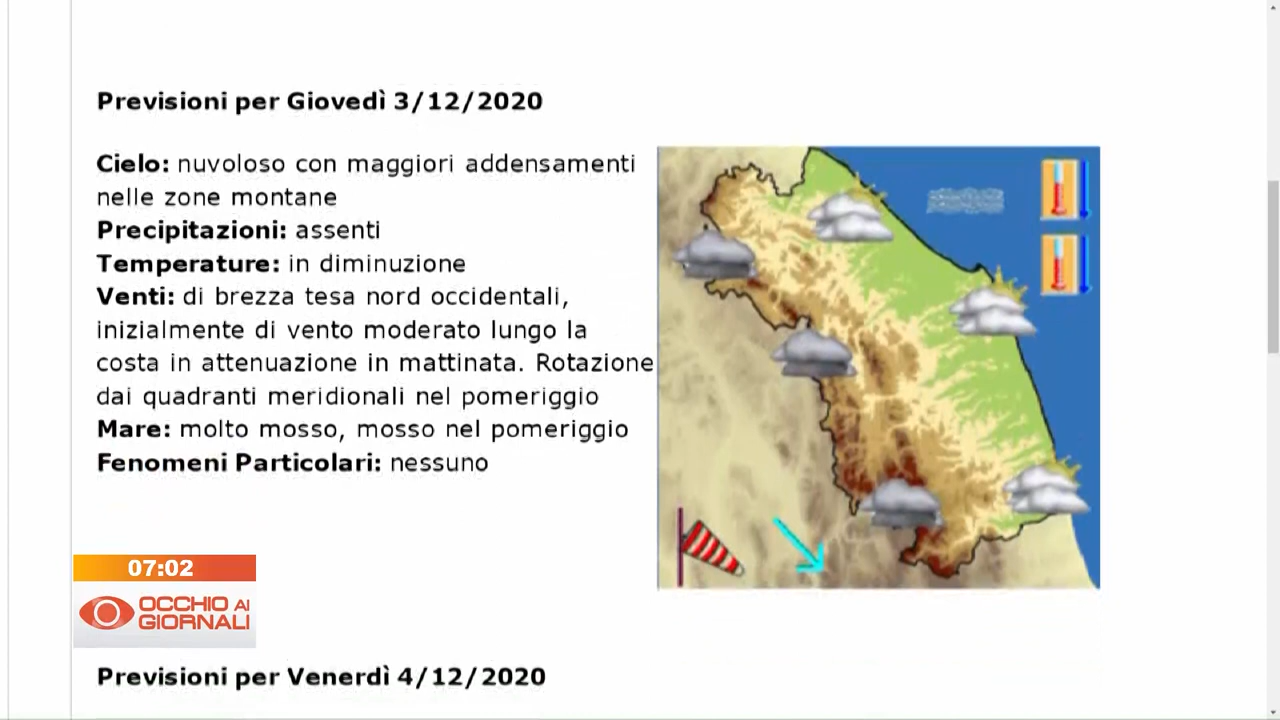 Previsioni per Giovedì 3/12/2020
Cielo: nuvoloso con maggiori addensamenti
nelle zone montane
Precipitazioni: assenti
Temperature: in diminuzione
Venti: di brezza tesa nord occidentali,
inizialmente di vento moderato lungo la
costa in attenuazione in mattinata. Rotazione
dai quadranti meridionali nel pomeriggio
Mare: molto mosso, mosso nel pomeriggio
Fenomeni Particolari: nessuno
07:02
OCCHIO AI
GIORNALI
Previsioni per Venerdì 4/12/2020